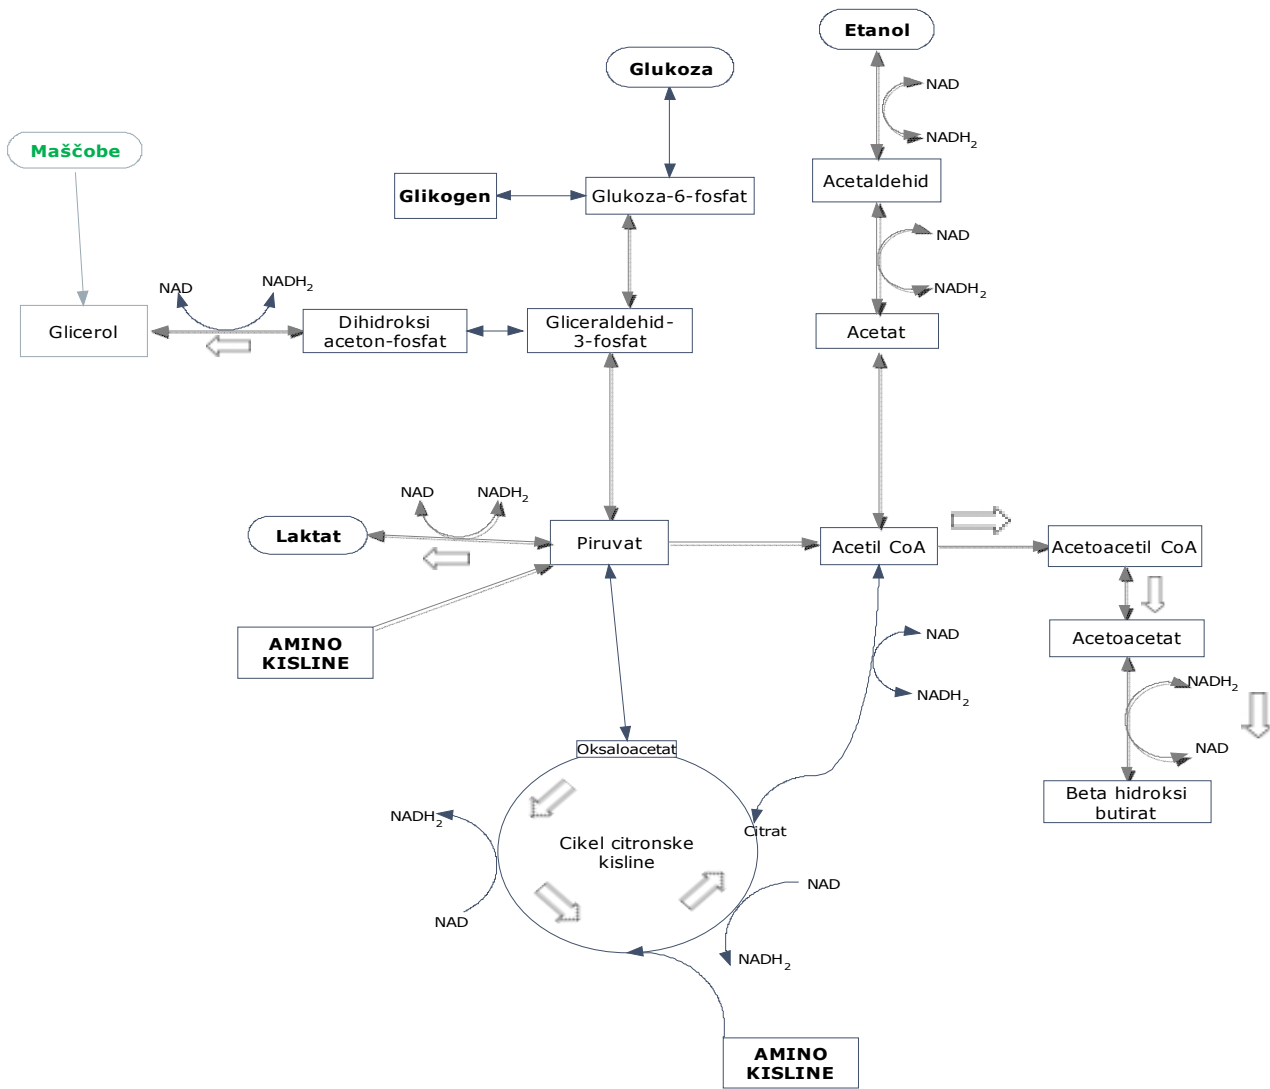 Etanol
Glukoza
NAD
NADH2
Maščobe
Acetaldehid
Glikogen
Glukoza-6-fosfat
NAD
NADH2
NAD
NADH2
Glicerol
Dihidroksi
aceton-fosfat
Gliceraldehid-
3-fosfat
Acetat
NAD
NADH2
Laktat
Piruvat
Acetil CoA
Acetoacetil CoA
AMINO
KISLINE
NAD
NADH2
Acetoacetat
NADH2
NAD
Oksaloacetat
Beta hidroksi
butirat
NADH2
Citrat
Cikel citronske
kisline
NAD
NAD
NADH2
AMINO
KISLINE